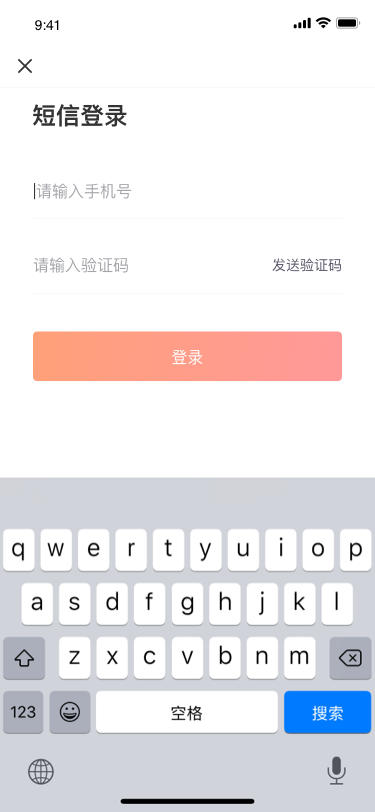 9:41
短信登录
请输入手机号
请输入验证码 发送验证码
登录
q w e r t y u i o p
a s d f g h j k l
z x c v b n m
123 空格 搜索